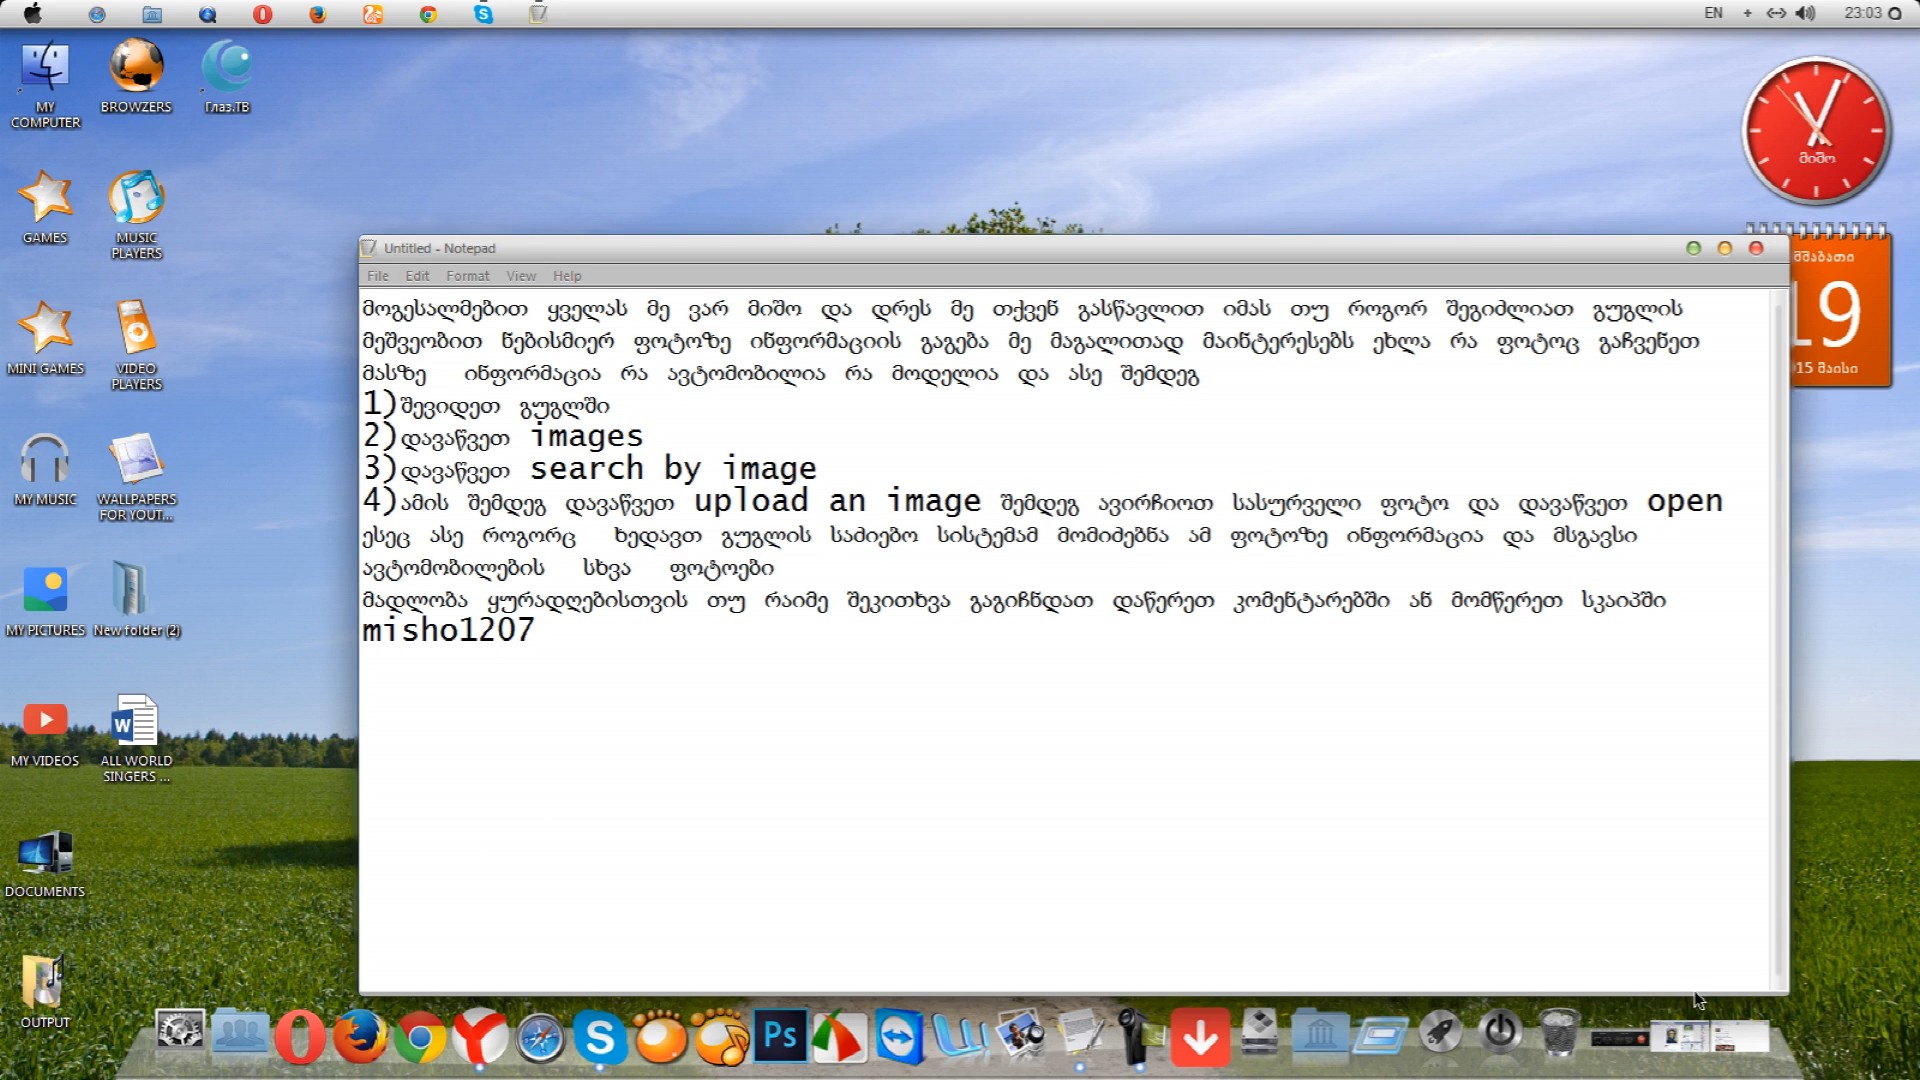 EN
23:03
MY COMPUTER
BROWZERS
Глаз.ТВ
GAMES
MUSIC PLAYERS
MINI GAMES
VIDEO PLAYERS
MY MUSIC
WALLPAPERS FOR YOUT...
MY PICTURES
New folder (2)
MY VIDEOS
ALL WORLD SINGERS ...
DOCUMENTS
OUTPUT
მიშო
შაბათი
19
15 მაისი
Untitled - Notepad
File Edit Format View Help
მოგესალმებით ყველას მე ვარ მიშო და დრეს მე თქვენ გასწავლით იმას თუ როგორ შეგიძლიათ გუგლის
მეშვეობით ნებისმიერ ფოტოზე ინფორმაციის გაგება მე მაგალითად მაინტერესებს ეხლა რა ფოტოც გაჩვენეთ
მასზე ინფორმაცია რა ავტომობილია რა მოდელია და ასე შემდეგ
1)შევიდეთ გუგლში
2)დავაწვეთ images
3)დავაწვეთ search by image
4)ამის შემდეგ დავაწვეთ upload an image შემდეგ ავირჩიოთ სასურველი ფოტო და დავაწვეთ open
ესეც ასე როგორც ხედავთ გუგლის საძიებო სისტემამ მომიძებნა ამ ფოტოზე ინფორმაცია და მსგავსი
ავტომობილების სხვა ფოტოები
მადლობა ყურადღებისთვის თუ რაიმე შეკითხვა გაგიჩნდათ დაწერეთ კომენტარებში ან მომწერეთ სკაიპში
misho1207
Ps